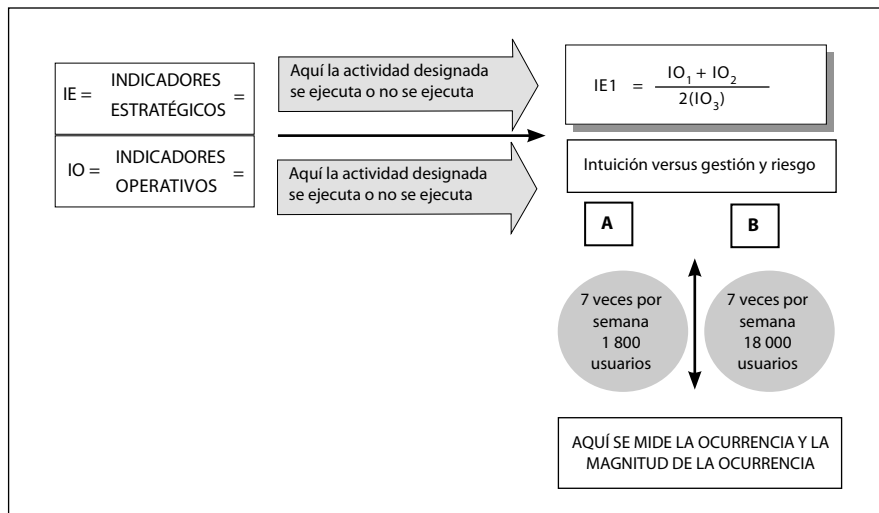 IE = INDICADORES ESTRATÉGICOS =
IO = INDICADORES OPERATIVOS =
Aquí la actividad designada
se ejecuta o no se ejecuta
Aquí la actividad designada
se ejecuta o no se ejecuta
IE1 = IO₁ + IO₂
2(IO₃)
Intuición versus gestión y riesgo
A
B
7 veces por
semana
1 800
usuarios
7 veces por
semana
18 000
usuarios
AQUÍ SE MIDE LA OCURRENCIA Y LA
MAGNITUD DE LA OCURRENCIA